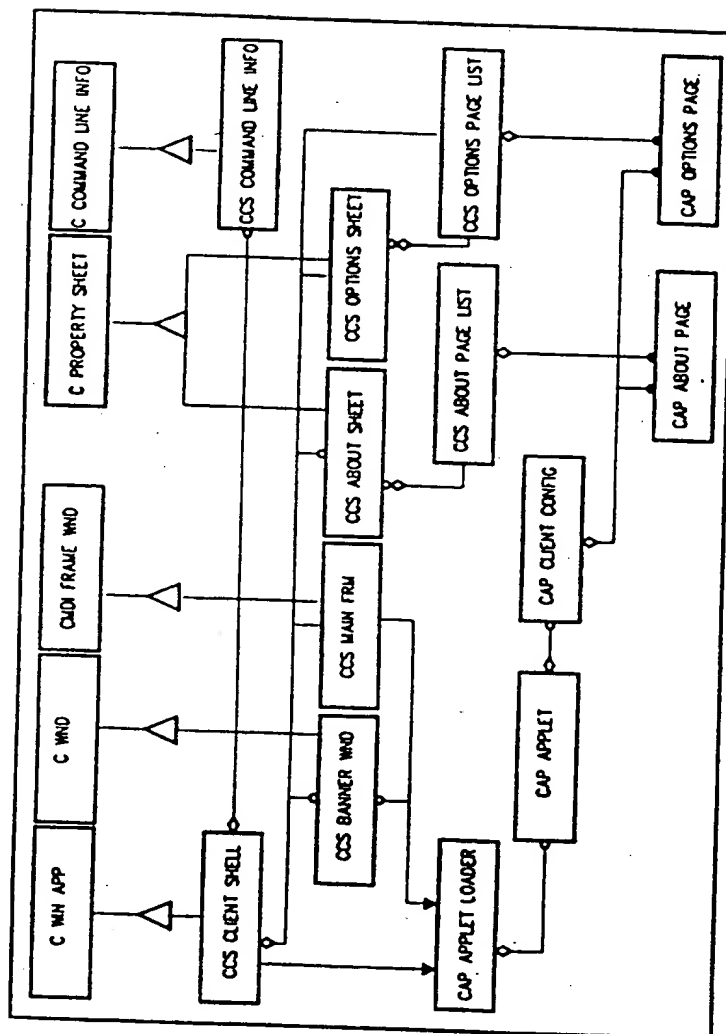 C WIN APP
C WND
CMDI FRAME WND
C PROPERTY SHEET
C COMMAND LINE INFO
CCS CLIENT SHELL
CCS COMMAND LINE INFO
CCS BANNER WND
CCS MAIN FRM
CCS ABOUT SHEET
CCS OPTIONS SHEET
CCS ABOUT PAGE LIST
CCS OPTIONS PAGE LIST
CAP APPLET LOADER
CAP APPLET
CAP CLIENT CONFIG
CAP ABOUT PAGE
CAP OPTIONS PAGE.